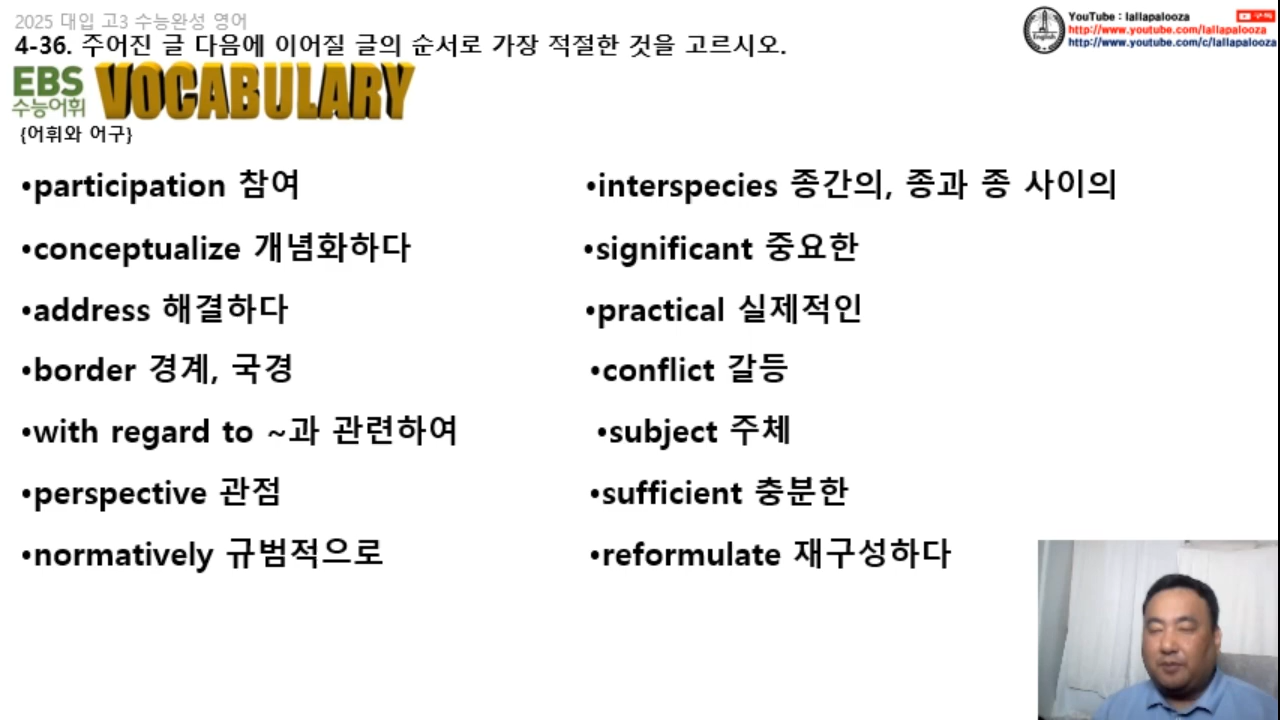 2025 대입 고3 수능완성 영어
4-36. 주어진 글 다음에 이어질 글의 순서로 가장 적절한 것을 고르시오.
YouTube : lallapalooza
http://www.youtube.com/lallapalooza
http://www.youtube.com/c/lallapalooza
English
구독
EBS
수능어휘
VOCABULARY
{어휘와 어구}
•participation 참여
•conceptualize 개념화하다
•address 해결하다
•border 경계, 국경
•with regard to ~과 관련하여
•perspective 관점
•normatively 규범적으로
•interspecies 종간의, 종과 종 사이의
•significant 중요한
•practical 실제적인
•conflict 갈등
•subject 주체
•sufficient 충분한
•reformulate 재구성하다